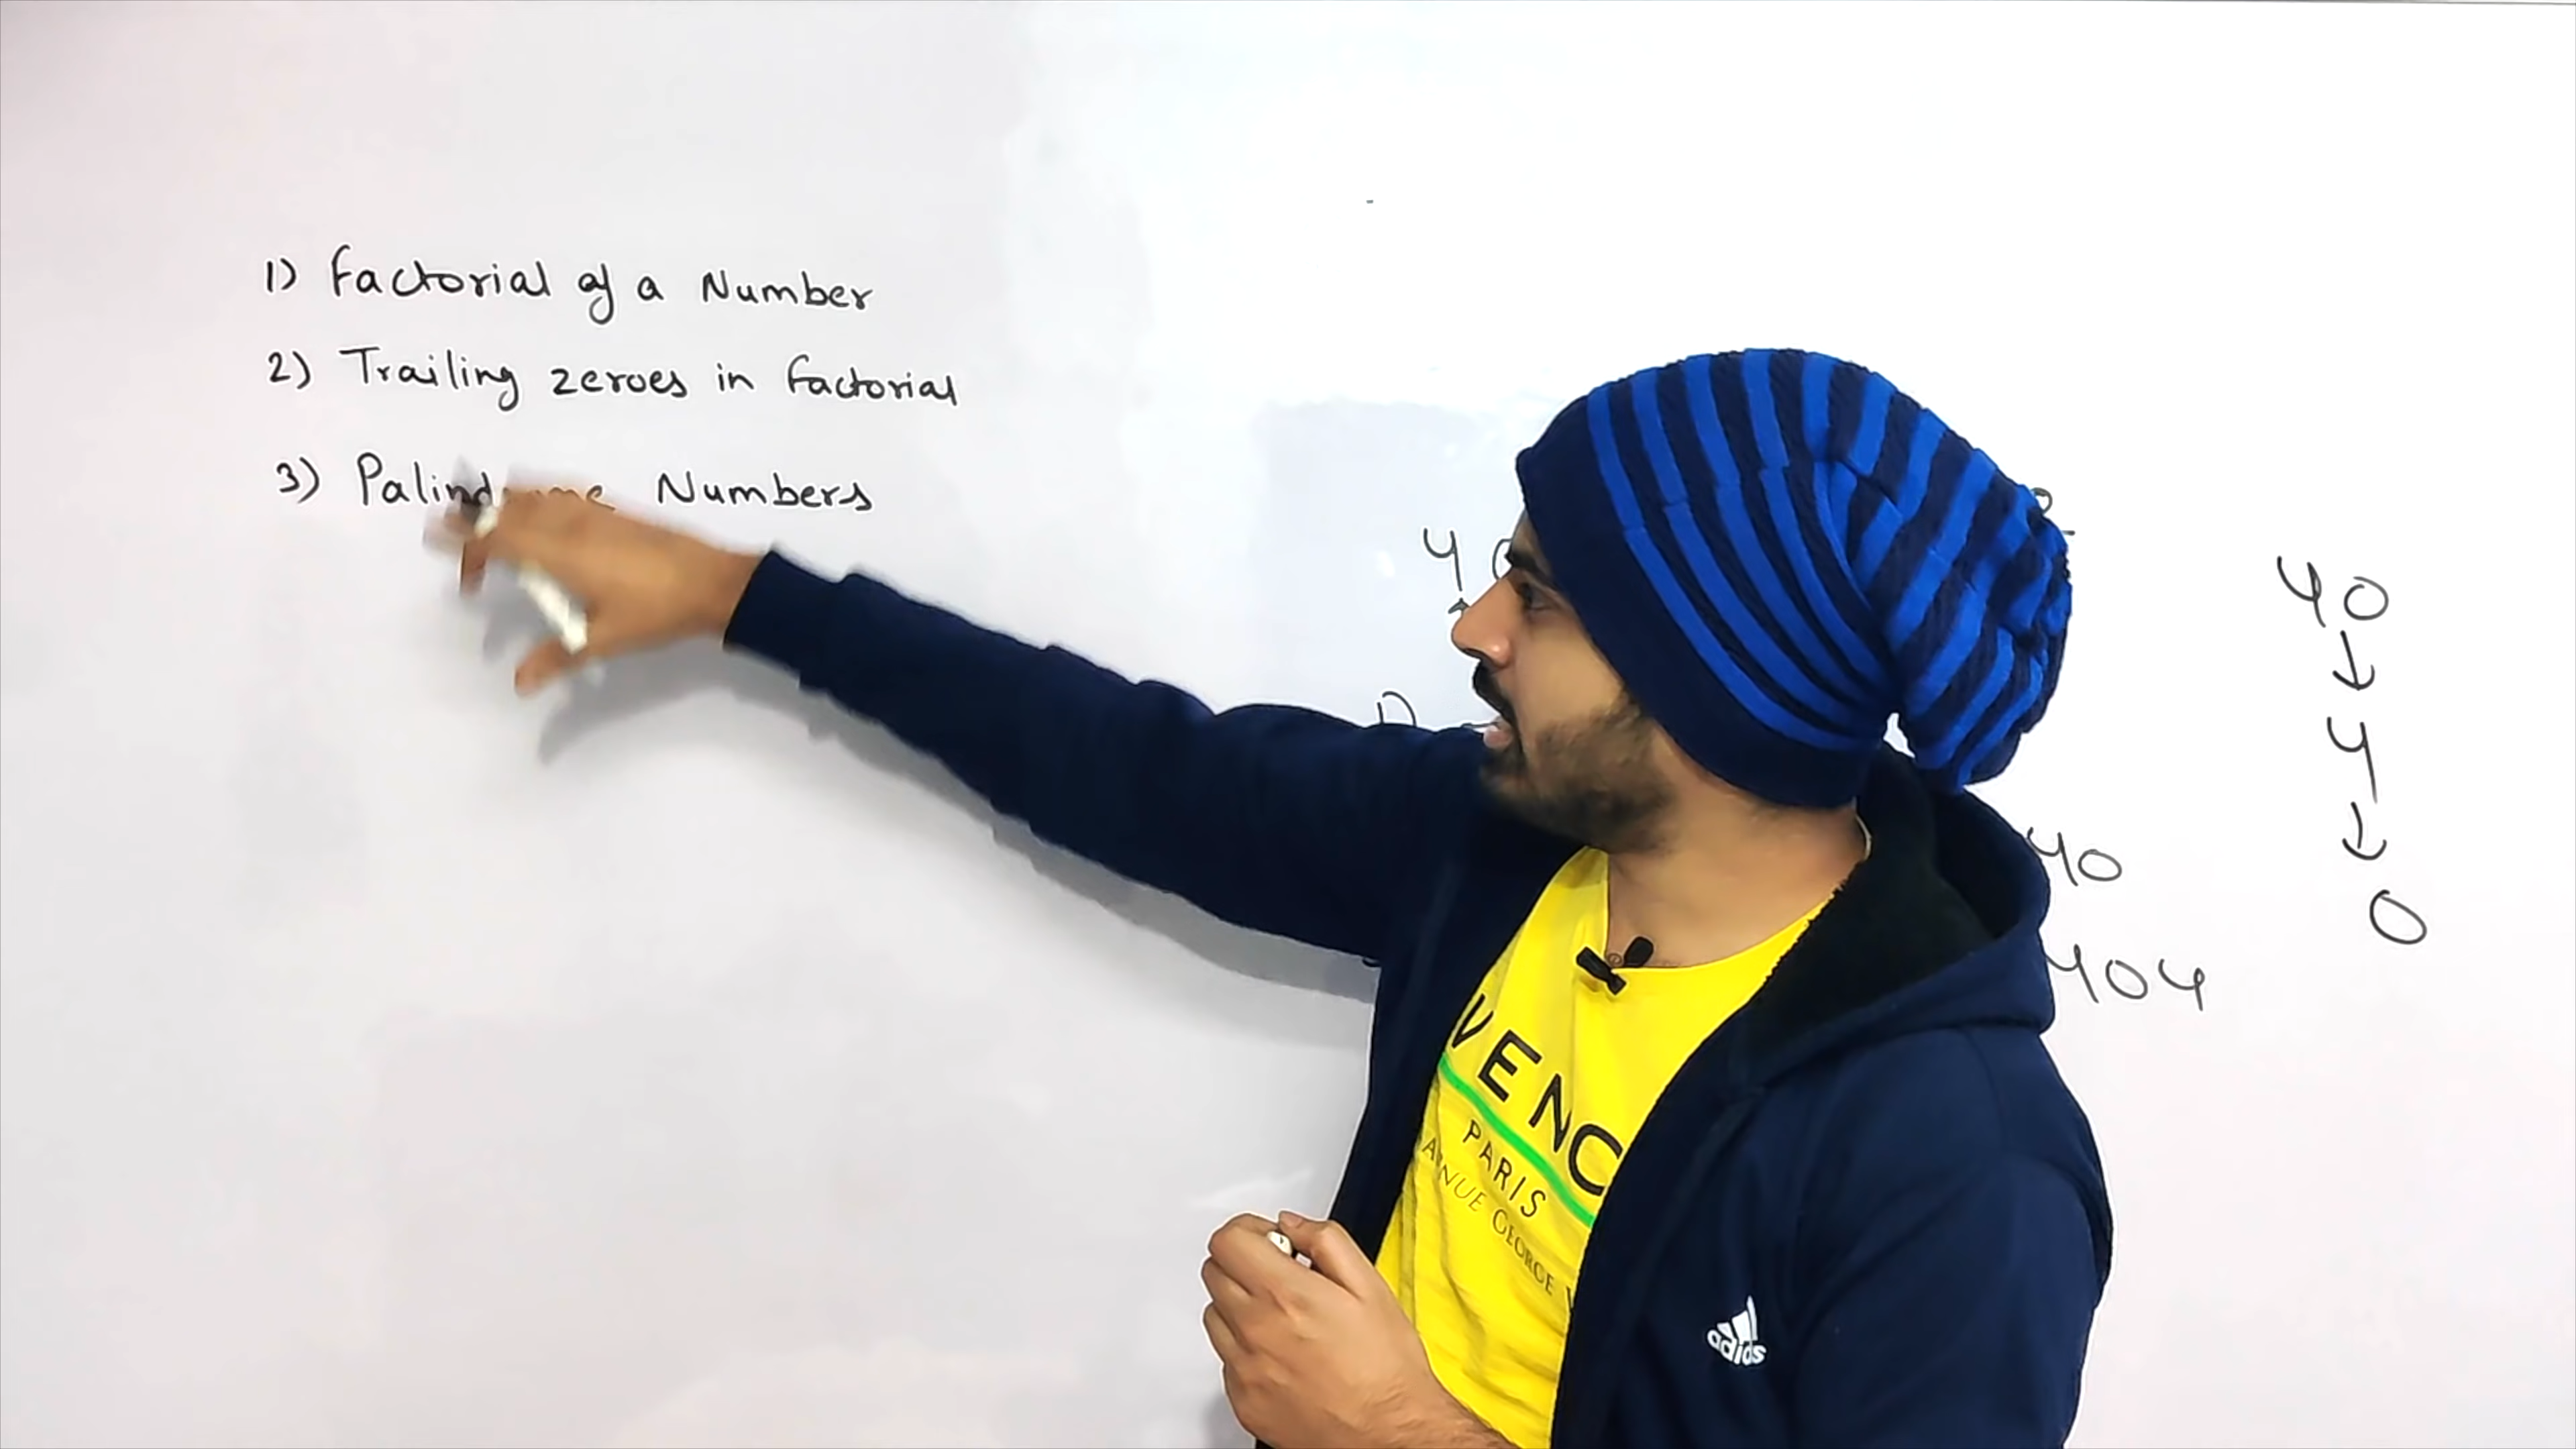 1) Factorial of a Number
2) Trailing zeroes in factorial
3) Numbers
40
4
0
40
404
VENC
PARIS
GEORGE
adidas